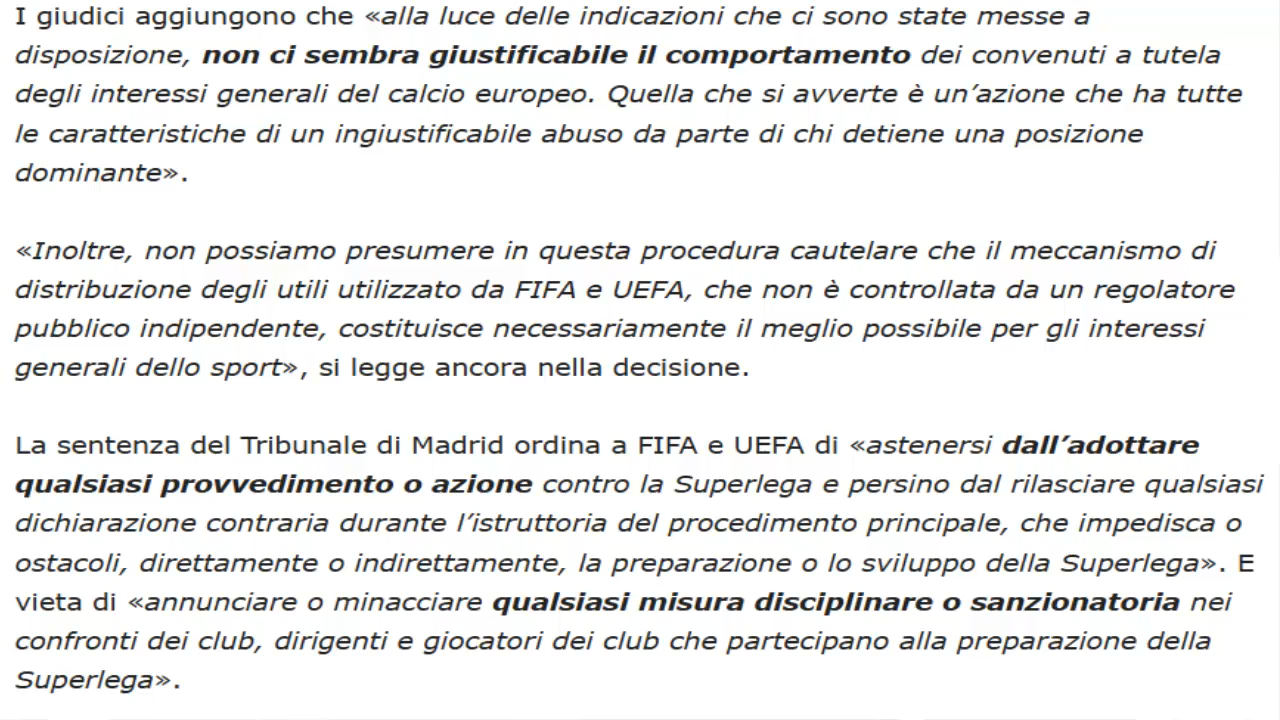 I giudici aggiungono che «alla luce delle indicazioni che ci sono state messe a
disposizione, non ci sembra giustificabile il comportamento dei convenuti a tutela
degli interessi generali del calcio europeo. Quella che si avverte è un’azione che ha tutte
le caratteristiche di un ingiustificabile abuso da parte di chi detiene una posizione
dominante».
«Inoltre, non possiamo presumere in questa procedura cautelare che il meccanismo di
distribuzione degli utili utilizzato da FIFA e UEFA, che non è controllata da un regolatore
pubblico indipendente, costituisce necessariamente il meglio possibile per gli interessi
generali dello sport», si legge ancora nella decisione.
La sentenza del Tribunale di Madrid ordina a FIFA e UEFA di «astenersi dall’adottare
qualsiasi provvedimento o azione contro la Superlega e persino dal rilasciare qualsiasi
dichiarazione contraria durante l’istruttoria del procedimento principale, che impedisca o
ostacoli, direttamente o indirettamente, la preparazione o lo sviluppo della Superlega». E
vieta di «annunciare o minacciare qualsiasi misura disciplinare o sanzionatoria nei
confronti dei club, dirigenti e giocatori dei club che partecipano alla preparazione della
Superlega».